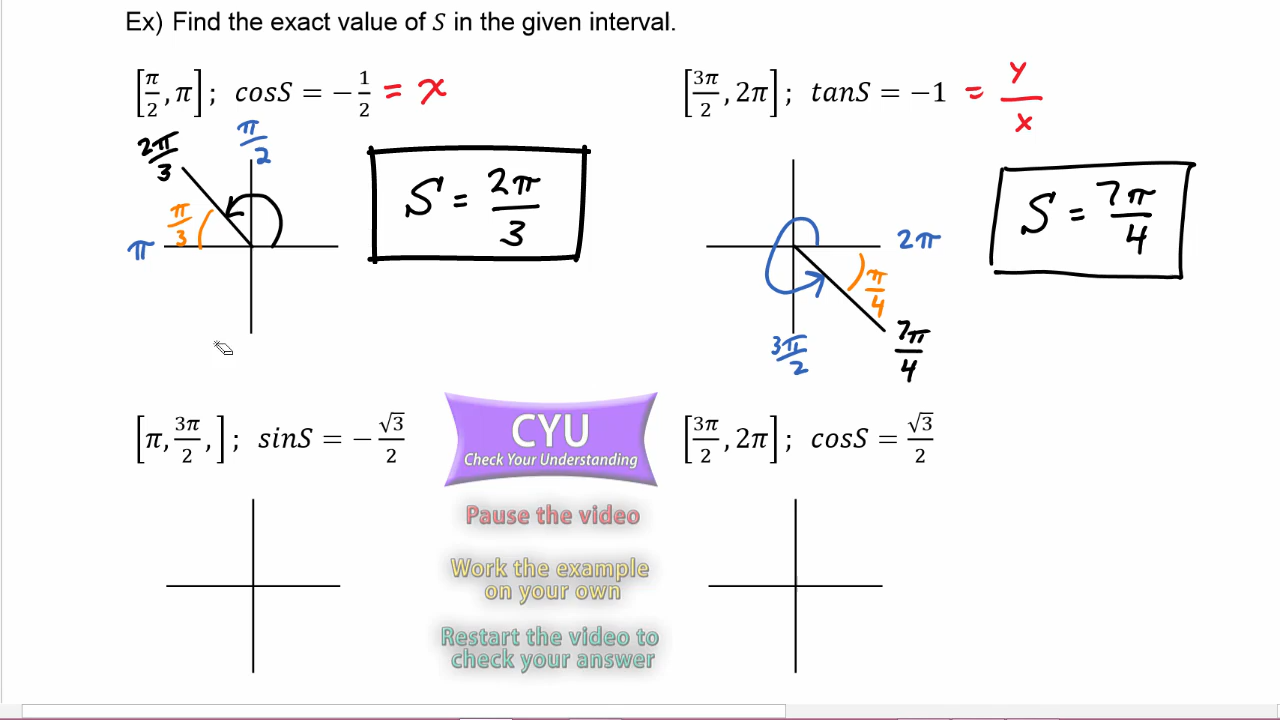 Ex) Find the exact value of S in the given interval.
[π/2, π] ; cosS = −1/2 = x
[3π/2, 2π] ; tanS = −1 = y/x
2π/3
π/2
π/3
π
S = 2π/3
2π
π/4
3π/2
7π/4
S = 7π/4
[π, 3π/2, ] ; sinS = −√3/2
CYU
Check Your Understanding
[3π/2, 2π] ; cosS = √3/2
Pause the video
Work the example
on your own
Restart the video to
check your answer